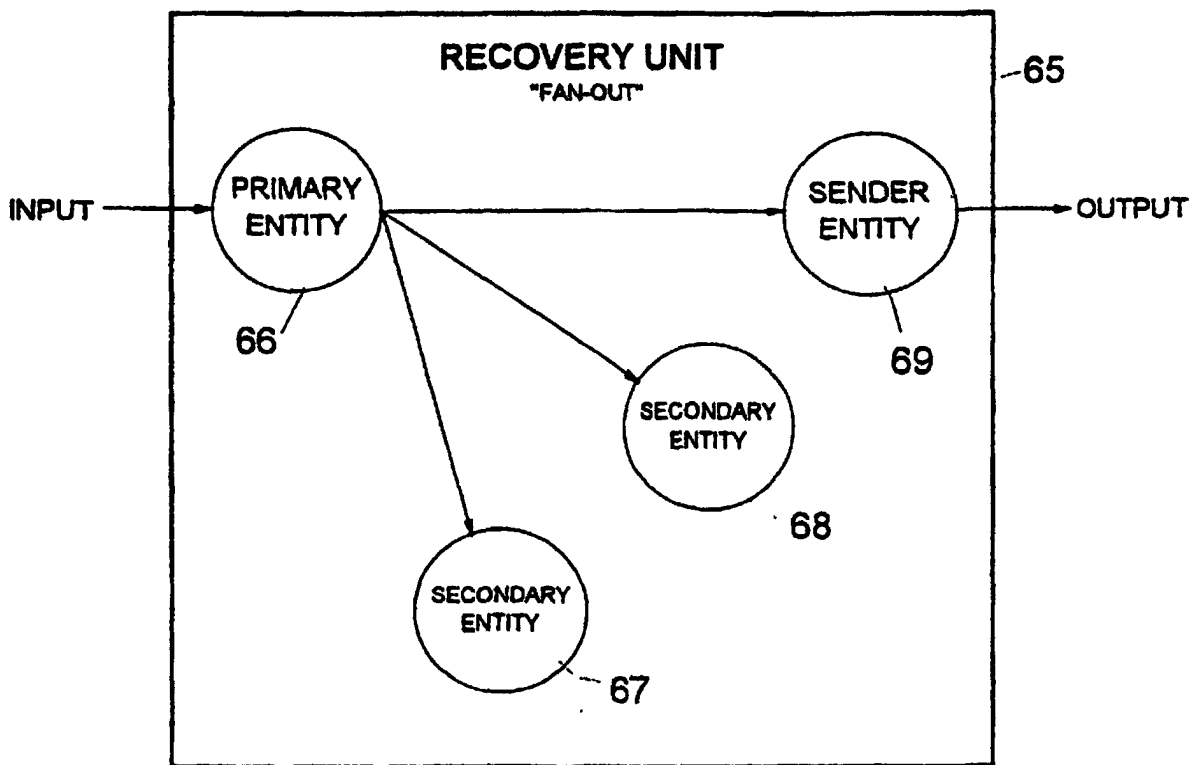 RECOVERY UNIT
"FAN-OUT"
65
INPUT
PRIMARY
ENTITY
SENDER
ENTITY
OUTPUT
66
69
SECONDARY
ENTITY
68
SECONDARY
ENTITY
67